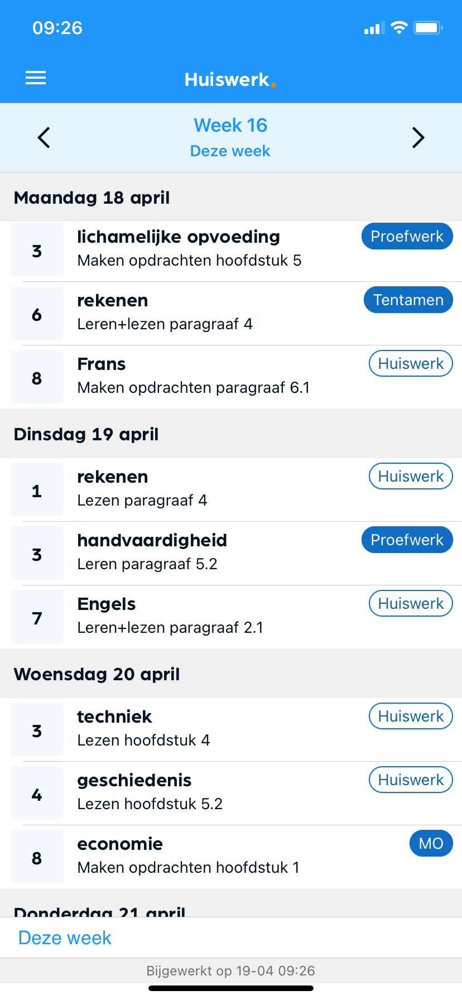 09:26
Huiswerk.
Week 16
Deze week
Maandag 18 april
3
lichamelijke opvoeding
Proefwerk
Maken opdrachten hoofdstuk 5
6
rekenen
Tentamen
Leren+lezen paragraaf 4
8
Frans
Huiswerk
Maken opdrachten paragraaf 6.1
Dinsdag 19 april
1
rekenen
Huiswerk
Lezen paragraaf 4
3
handvaardigheid
Proefwerk
Leren paragraaf 5.2
7
Engels
Huiswerk
Leren+lezen paragraaf 2.1
Woensdag 20 april
3
techniek
Huiswerk
Lezen hoofdstuk 4
4
geschiedenis
Huiswerk
Lezen hoofdstuk 5.2
8
economie
MO
Maken opdrachten hoofdstuk 1
Donderdag 21 april
Deze week
Bijgewerkt op 19-04 09:26